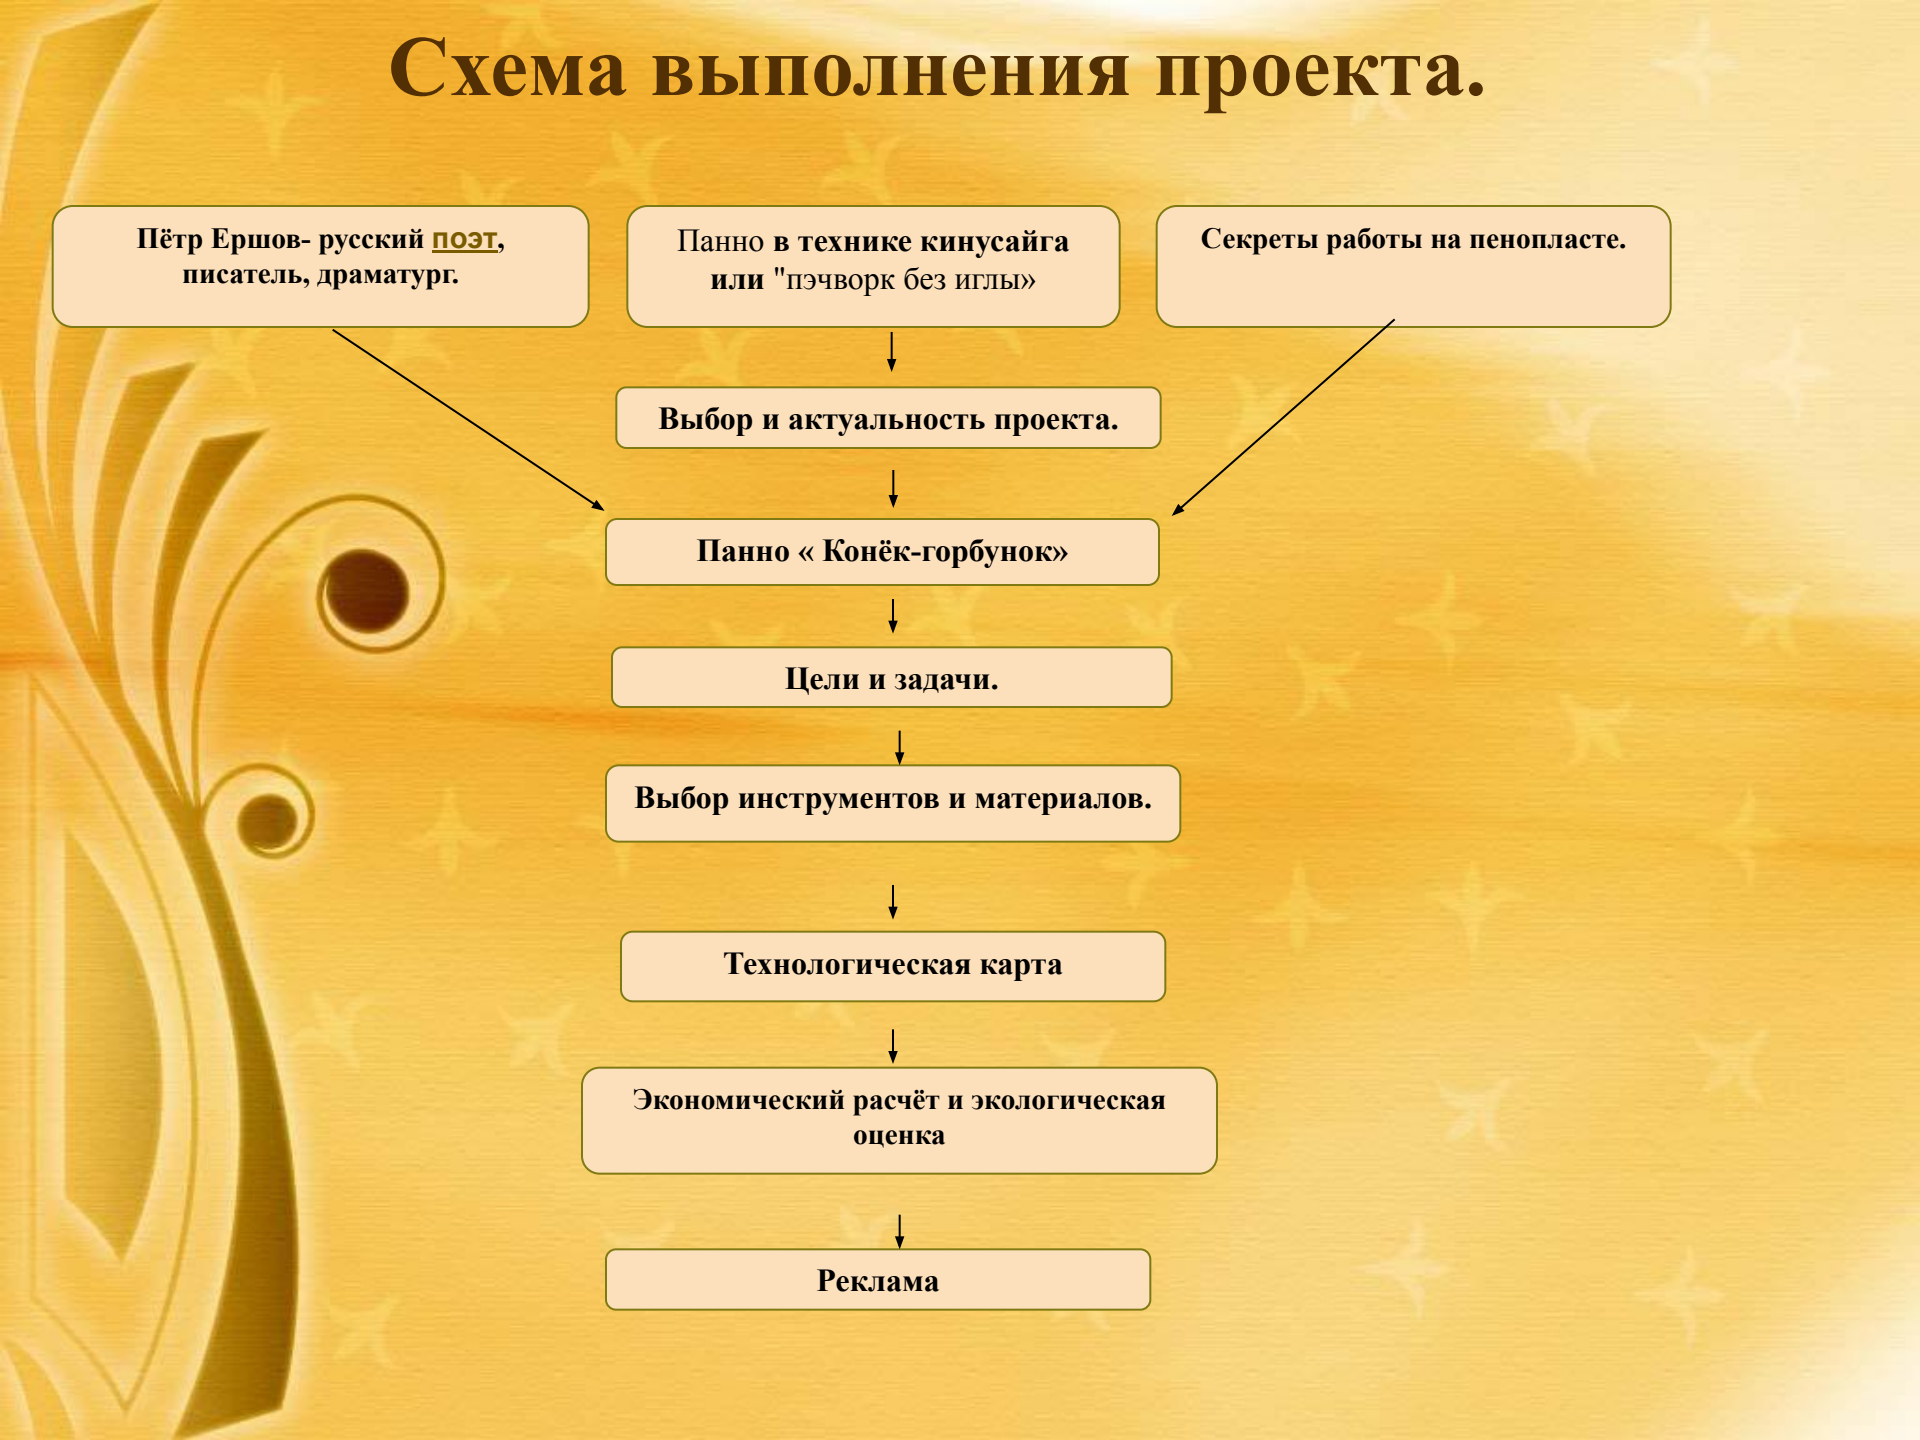 Схема выполнения проекта.
Пётр Ершов- русский поэт,
писатель, драматург.
Панно в технике кинусайга
или "пэчворк без иглы»
Секреты работы на пенопласте.
Выбор и актуальность проекта.
Панно « Конёк-горбунок»
Цели и задачи.
Выбор инструментов и материалов.
Технологическая карта
Экономический расчёт и экологическая
оценка
Реклама